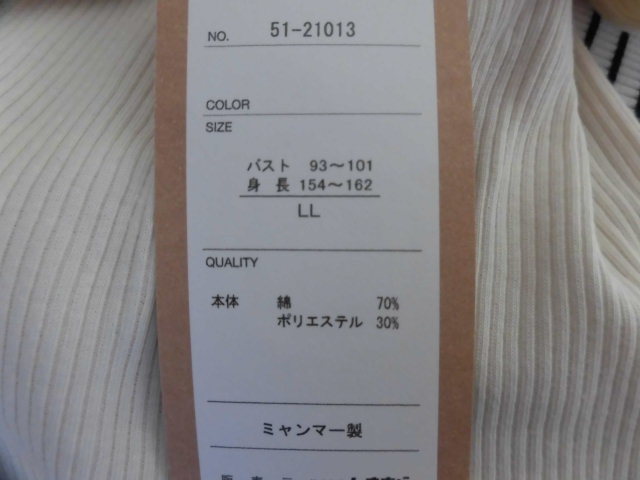 NO. 51-21013
COLOR
SIZE
バスト 93～101
身 長 154～162
LL
QUALITY
本体 綿 70%
ポリエステル 30%
ミャンマー製